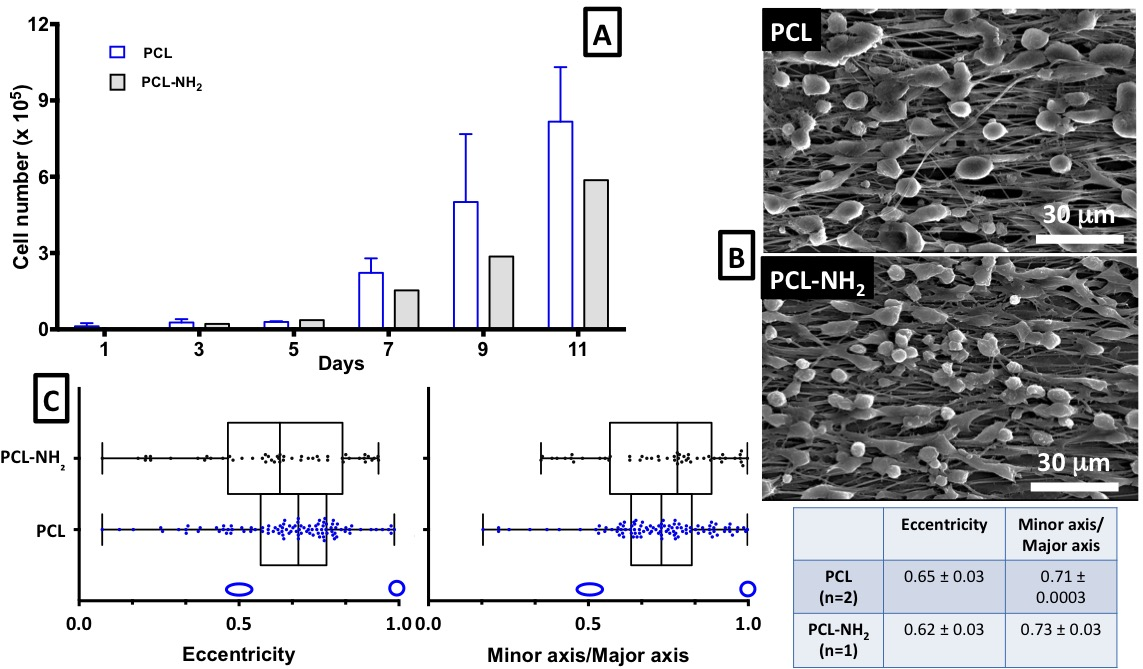 A
PCL
PCL-NH2
Cell number (x 10^5)
12
9
6
3
0
1 3 5 7 9 11
Days
B
PCL
30 µm
PCL-NH2
30 µm
C
PCL-NH2
PCL
0.0 0.5 1.0
Eccentricity
0.0 0.5 1.0
Minor axis/Major axis
Eccentricity Minor axis/
Major axis
PCL
(n=2) 0.65 ± 0.03 0.71 ±
0.0003
PCL-NH2
(n=1) 0.62 ± 0.03 0.73 ± 0.03